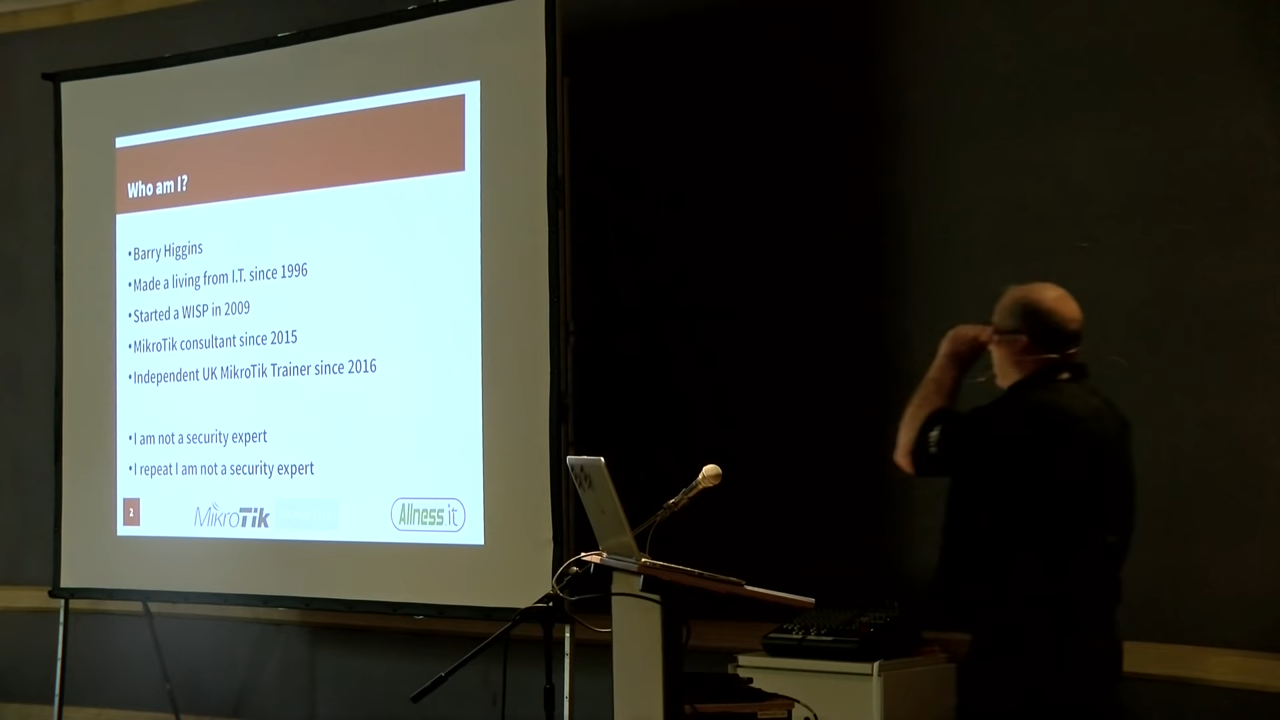 Who am I?
•Barry Higgins
•Made a living from I.T. since 1996
•Started a WISP in 2009
•MikroTik consultant since 2015
•Independent UK MikroTik Trainer since 2016
•I am not a security expert
•I repeat I am not a security expert
2
MikroTik
Allness.it